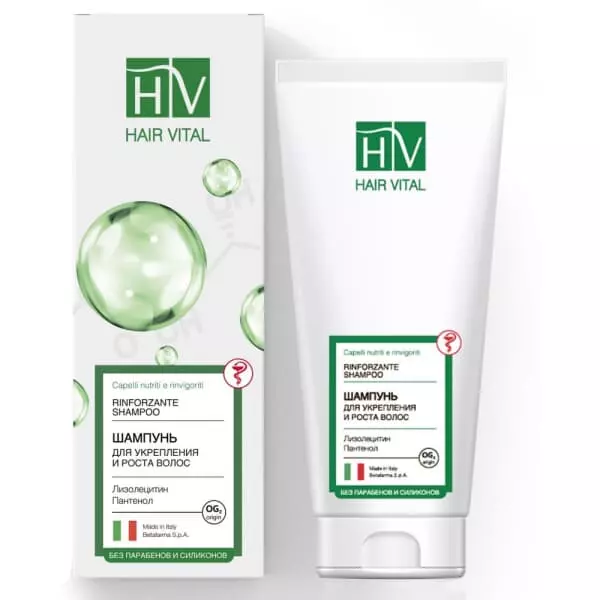 HV
HAIR VITAL
Capelli nutriti e rinvigoriti
RINFORZANTE
SHAMPOO
ШАМПУНЬ
ДЛЯ УКРЕПЛЕНИЯ
И РОСТА ВОЛОС
Лизолецитин
Пантенол
OG₂
origin
Made in Italy
Betafarma S.p.A.
БЕЗ ПАРАБЕНОВ И СИЛИКОНОВ
HV
HAIR VITAL
Capelli nutriti e rinvigoriti
RINFORZANTE
SHAMPOO
ШАМПУНЬ
ДЛЯ УКРЕПЛЕНИЯ
И РОСТА ВОЛОС
Лизолецитин
Пантенол
OG₂
origin
Made in Italy
Betafarma S.p.A.
БЕЗ ПАРАБЕНОВ И СИЛИКОНОВ